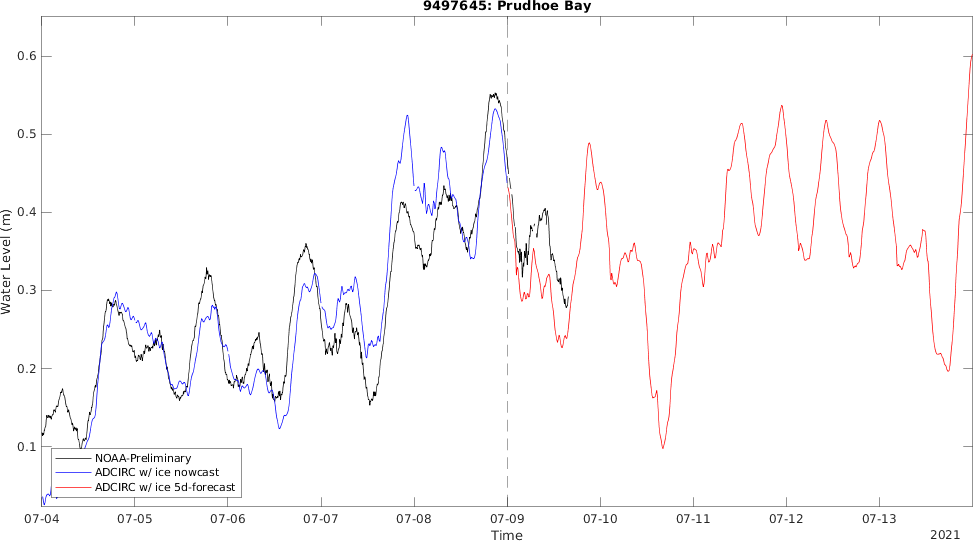 9497645: Prudhoe Bay
Water Level (m)
0.6
0.5
0.4
0.3
0.2
0.1
NOAA-Preliminary
ADCIRC w/ ice nowcast
ADCIRC w/ ice 5d-forecast
07-04 07-05 07-06 07-07 07-08 07-09 07-10 07-11 07-12 07-13
Time
2021